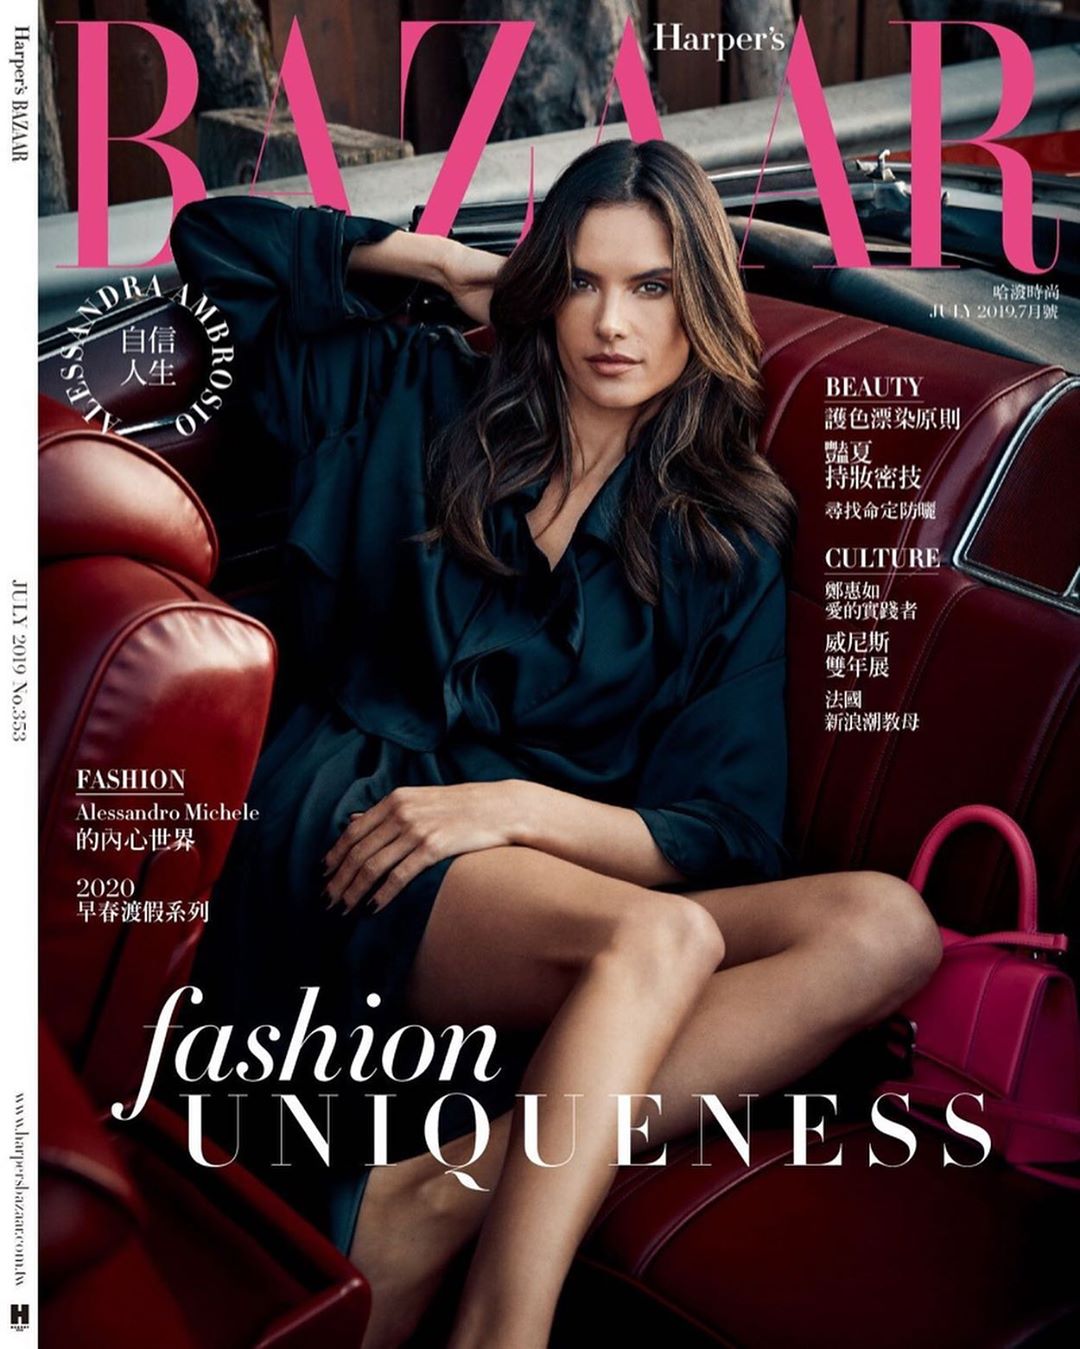 Harper's
BAZAAR
哈潑時尚
JULY 2019.7月號
ALESSANDRA AMBROSIO
自信
人生
BEAUTY
護色漂染原則
豔夏
持妝密技
尋找命定防曬
CULTURE
鄭惠如
愛的實踐者
威尼斯
雙年展
法國
新浪潮教母
FASHION
Alessandro Michele
的內心世界
2020
早春渡假系列
fashion
UNIQUENESS
Harper's BAZAAR
JULY 2019 No.353
www.harpersbazaar.com.tw
H